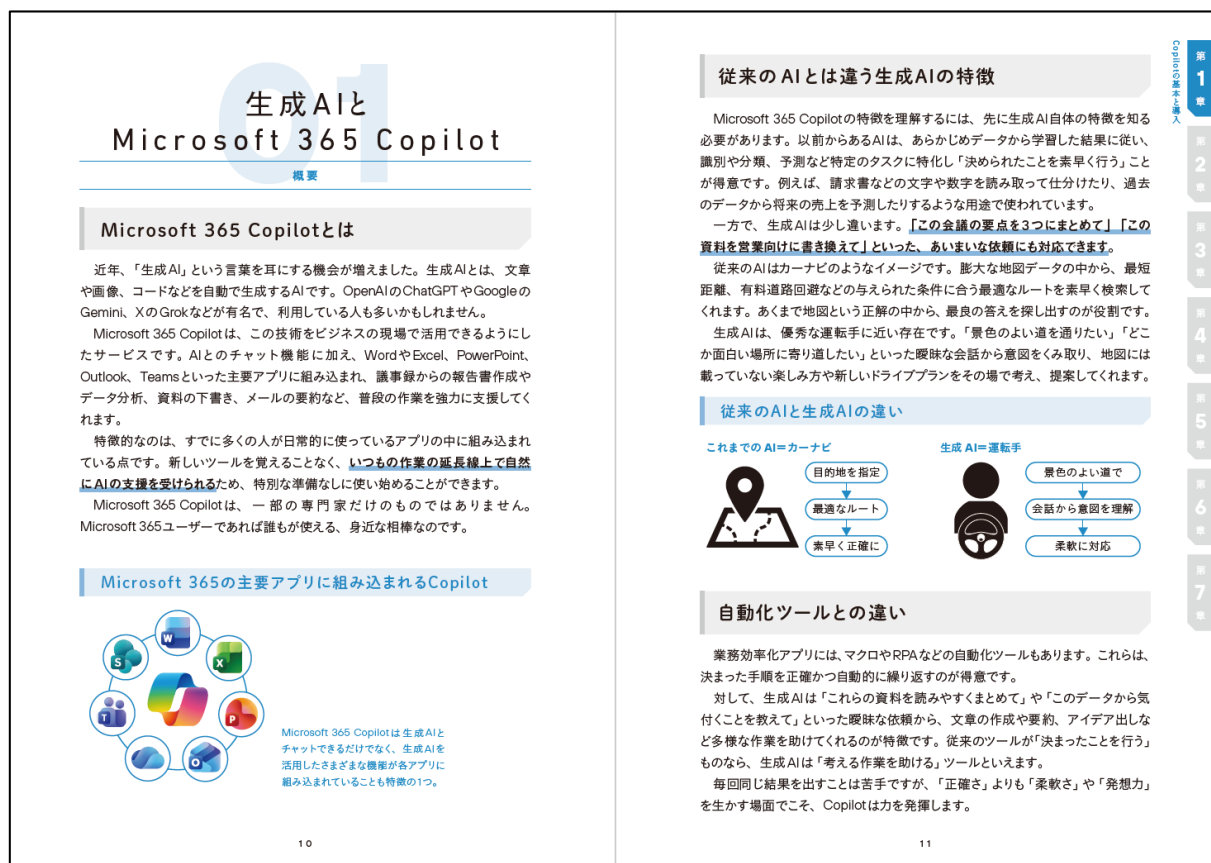 01
生成AIと
Microsoft 365 Copilot
概要
Microsoft 365 Copilotとは
近年、「生成AI」という言葉を耳にする機会が増えました。生成AIとは、文章
や画像、コードなどを自動で生成するAIです。OpenAIのChatGPTやGoogleの
Gemini、XのGrokなどが有名で、利用している人も多いかもしれません。
Microsoft 365 Copilotは、この技術をビジネスの現場で活用できるようにし
たサービスです。AIとのチャット機能に加え、WordやExcel、PowerPoint、
Outlook、Teamsといった主要アプリに組み込まれ、議事録からの報告書作成や
データ分析、資料の下書き、メールの要約など、普段の作業を強力に支援してく
れます。
特徴的なのは、すでに多くの人が日常的に使っているアプリの中に組み込まれ
ている点です。新しいツールを覚えることなく、いつもの作業の延長線上で自然
にAIの支援を受けられるため、特別な準備なしに使い始めることができます。
Microsoft 365 Copilotは、一部の専門家だけのものではありません。
Microsoft 365ユーザーであれば誰もが使える、身近な相棒なのです。
Microsoft 365の主要アプリに組み込まれるCopilot
W
S
X
T
P
O
Microsoft 365 Copilotは生成AIと
チャットできるだけでなく、生成AIを
活用したさまざまな機能が各アプリに
組み込まれていることも特徴の1つ。
10
従来のAIとは違う生成AIの特徴
Microsoft 365 Copilotの特徴を理解するには、先に生成AI自体の特徴を知る
必要があります。以前からあるAIは、あらかじめデータから学習した結果に従い、
識別や分類、予測など特定のタスクに特化し「決められたことを素早く行う」こと
が得意です。例えば、請求書などの文字や数字を読み取って仕分けたり、過去
のデータから将来の売上を予測したりするような用途で使われています。
一方で、生成AIは少し違います。「この会議の要点を3つにまとめて」「この
資料を営業向けに書き換えて」といった、あいまいな依頼にも対応できます。
従来のAIはカーナビのようなイメージです。膨大な地図データの中から、最短
距離、有料道路回避などの与えられた条件に合う最適なルートを素早く検索して
くれます。あくまで地図という正解の中から、最良の答えを探し出すのが役割です。
生成AIは、優秀な運転手に近い存在です。「景色のよい道を通りたい」「どこ
か面白い場所に寄り道したい」といった曖昧な会話から意図をくみ取り、地図には
載っていない楽しみ方や新しいドライブプランをその場で考え、提案してくれます。
従来のAIと生成AIの違い
これまでのAI=カーナビ
目的地を指定
最適なルート
素早く正確に
生成AI=運転手
景色のよい道で
会話から意図を理解
柔軟に対応
自動化ツールとの違い
業務効率化アプリには、マクロやRPAなどの自動化ツールもあります。これらは、
決まった手順を正確かつ自動的に繰り返すのが得意です。
対して、生成AIは「これらの資料を読みやすくまとめて」や「このデータから気
付くことを教えて」といった曖昧な依頼から、文章の作成や要約、アイデア出しな
ど多様な作業を助けてくれるのが特徴です。従来のツールが「決まったことを行う」
ものなら、生成AIは「考える作業を助ける」ツールといえます。
毎回同じ結果を出すことは苦手ですが、「正確さ」よりも「柔軟さ」や「発想力」
を生かす場面でこそ、Copilotは力を発揮します。
11
Copilotの基本と導入
第1章
第2章
第3章
第4章
第5章
第6章
第7章